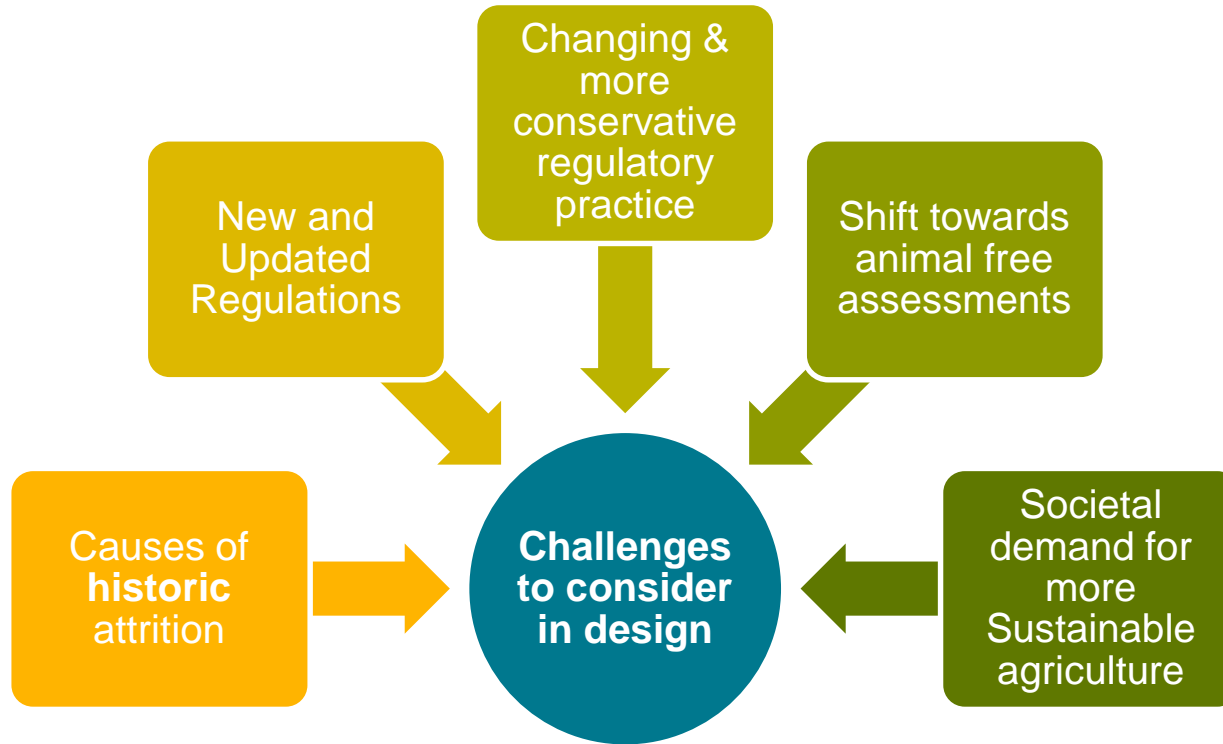 Changing &
more
conservative
regulatory
practice
New and
Updated
Regulations
Shift towards
animal free
assessments
Causes of
historic
attrition
Challenges
to consider
in design
Societal
demand for
more
Sustainable
agriculture